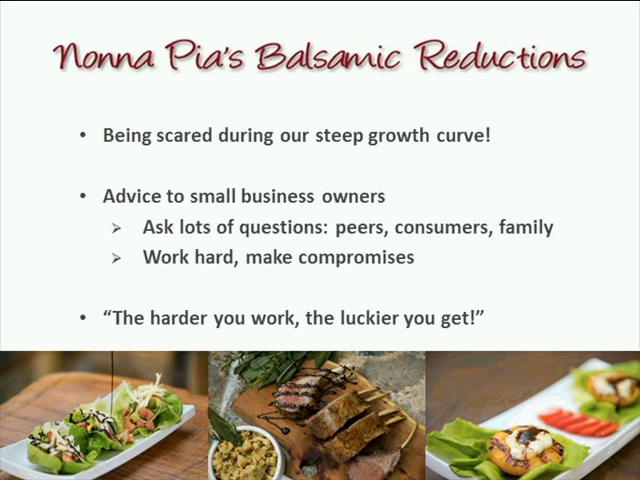 Nonna Pia's Balsamic Reductions
• Being scared during our steep growth curve!
• Advice to small business owners
➢ Ask lots of questions: peers, consumers, family
➢ Work hard, make compromises
• “The harder you work, the luckier you get!”